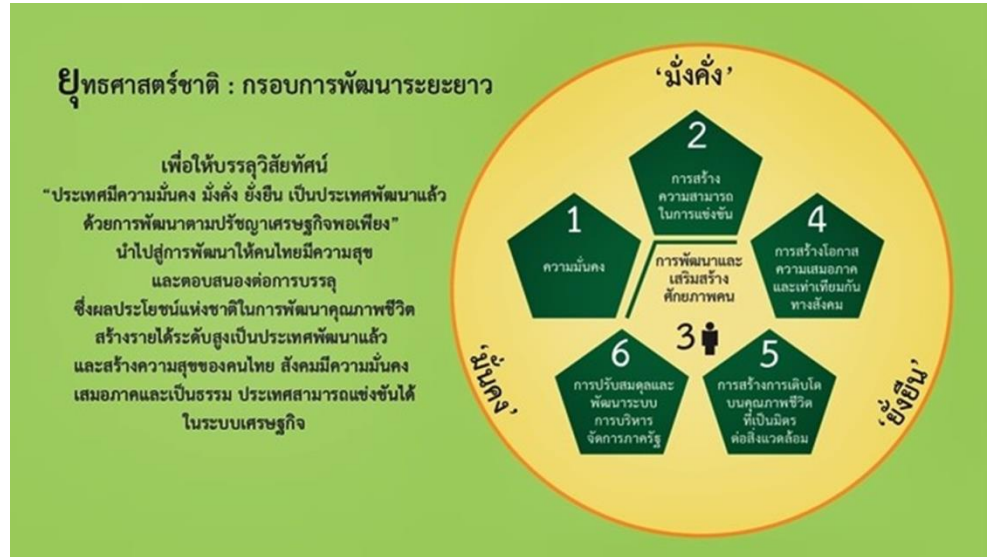 ยุทธศาสตร์ชาติ : กรอบการพัฒนาระยะยาว
เพื่อให้บรรลุวิสัยทัศน์
“ประเทศมีความมั่นคง มั่งคั่ง ยั่งยืน เป็นประเทศพัฒนาแล้ว
ด้วยการพัฒนาตามปรัชญาเศรษฐกิจพอเพียง”
นำไปสู่การพัฒนาให้คนไทยมีความสุข
และตอบสนองต่อการบรรลุ
ซึ่งผลประโยชน์แห่งชาติในการพัฒนาคุณภาพชีวิต
สร้างรายได้ระดับสูงเป็นประเทศพัฒนาแล้ว
และสร้างความสุขของคนไทย สังคมมีความมั่นคง
เสมอภาคและเป็นธรรม ประเทศสามารถแข่งขันได้
ในระบบเศรษฐกิจ
‘มั่งคั่ง’
1
ความมั่นคง
2
การสร้าง
ความสามารถ
ในการแข่งขัน
การพัฒนาและ
เสริมสร้าง
ศักยภาพคน
3
4
การสร้างโอกาส
ความเสมอภาค
และเท่าเทียมกัน
ทางสังคม
5
การสร้างการเติบโต
บนคุณภาพชีวิต
ที่เป็นมิตร
ต่อสิ่งแวดล้อม
6
การปรับสมดุลและ
พัฒนาระบบ
การบริหาร
จัดการภาครัฐ
‘มั่นคง’
‘ยั่งยืน’